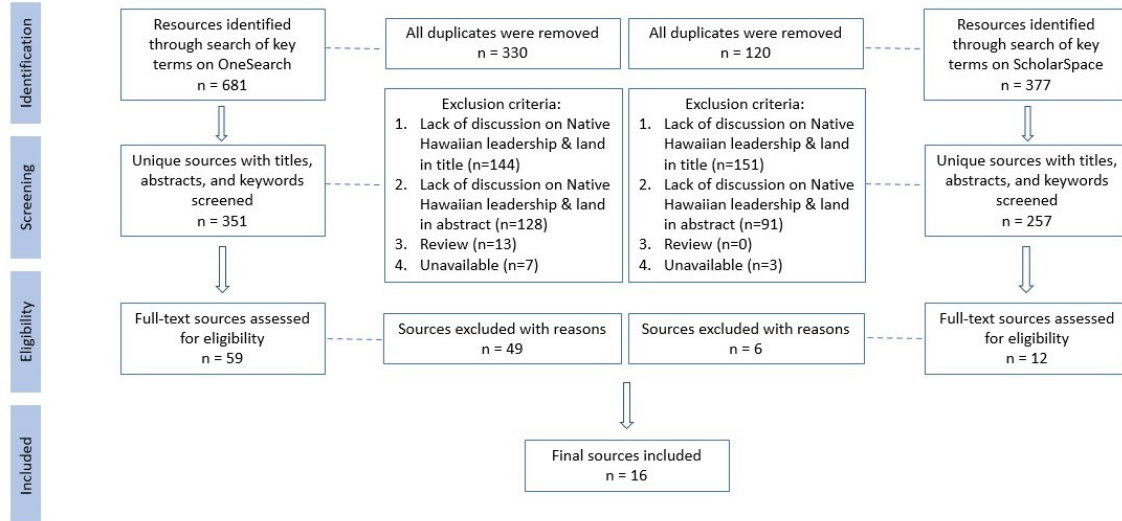 Identification
Resources identified
through search of key
terms on OneSearch
n = 681
All duplicates were removed
n = 330
All duplicates were removed
n = 120
Resources identified
through search of key
terms on ScholarSpace
n = 377
Screening
Unique sources with titles,
abstracts, and keywords
screened
n = 351
Exclusion criteria:
1. Lack of discussion on Native
Hawaiian leadership & land
in title (n=144)
2. Lack of discussion on Native
Hawaiian leadership & land
in abstract (n=128)
3. Review (n=13)
4. Unavailable (n=7)
Exclusion criteria:
1. Lack of discussion on Native
Hawaiian leadership & land
in title (n=151)
2. Lack of discussion on Native
Hawaiian leadership & land
in abstract (n=91)
3. Review (n=0)
4. Unavailable (n=3)
Unique sources with titles,
abstracts, and keywords
screened
n = 257
Eligibility
Full-text sources assessed
for eligibility
n = 59
Sources excluded with reasons
n = 49
Sources excluded with reasons
n = 6
Full-text sources assessed
for eligibility
n = 12
Included
Final sources included
n = 16